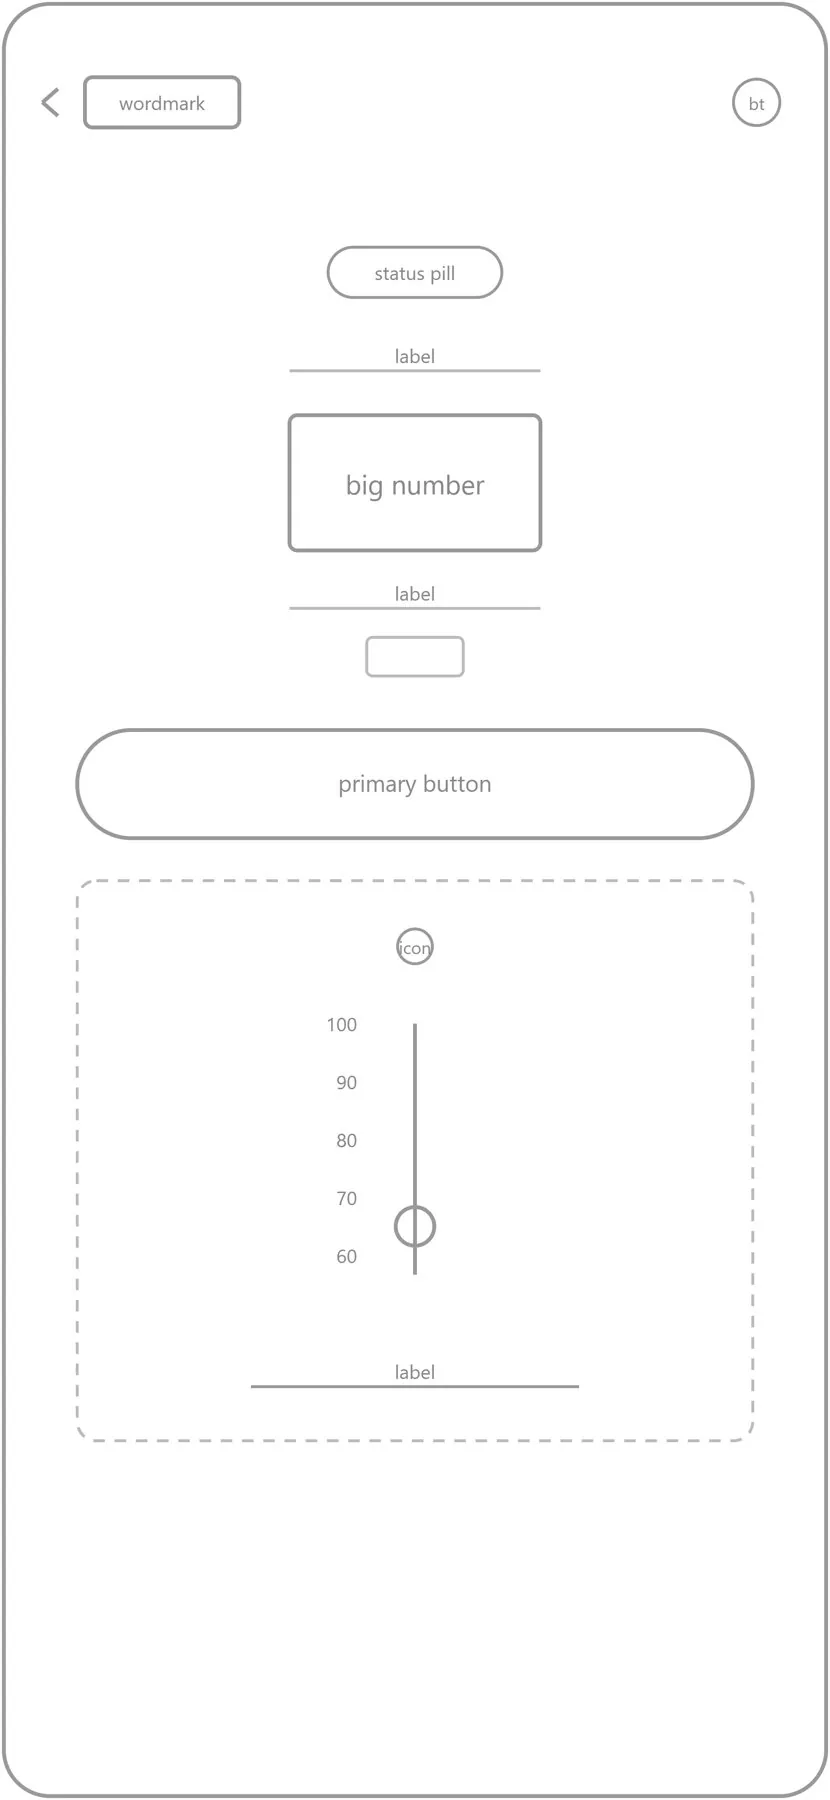 wordmark
bt
status pill
label
big number
label
primary button
icon
100
90
80
70
60
label